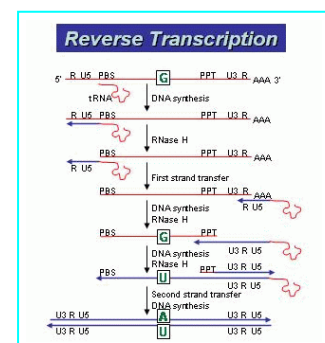 Reverse Transcription
5' R U5 PBS G PPT U3 R AAA 3'
tRNA DNA synthesis
R U5 PBS PPT U3 R AAA
RNase H
PBS PPT U3 R AAA
R U5
First strand transfer
PBS PPT U3 R AAA
R U5
DNA synthesis
RNase H
PBS G PPT
U3 R U5
DNA synthesis
RNase H
PBS U PPT U3 R U5
U3 R U5
Second strand transfer
DNA synthesis
U3 R U5 A U3 R U5
U3 R U5 U U3 R U5